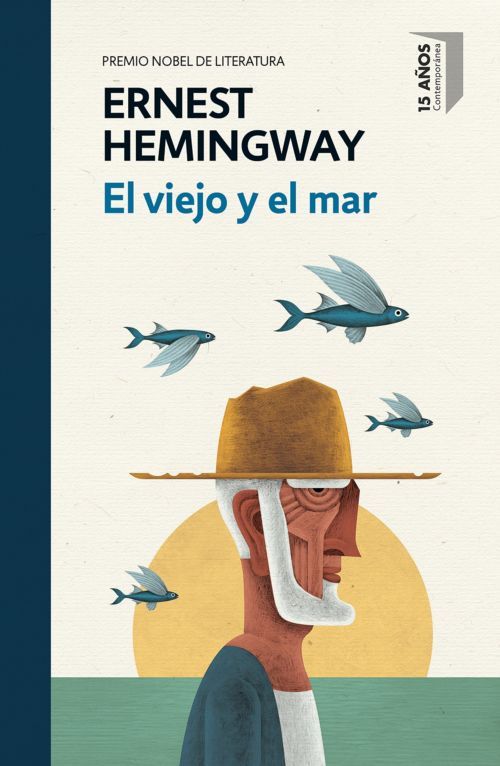 PREMIO NOBEL DE LITERATURA
15 AÑOS
Contemporánea
ERNEST
HEMINGWAY
El viejo y el mar